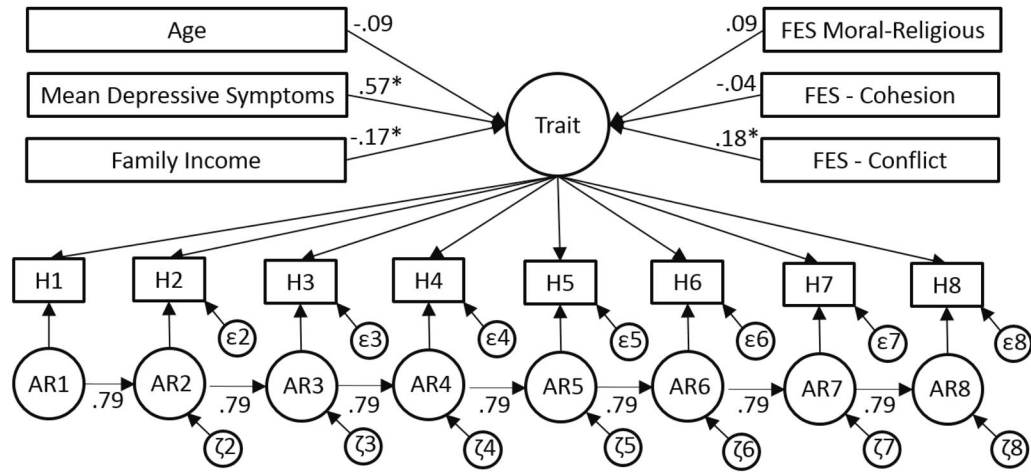 Age -.09 .09 FES Moral-Religious
Mean Depressive Symptoms .57* Trait -.04 FES - Cohesion
Family Income -.17* .18* FES - Conflict
H1 H2 H3 H4 H5 H6 H7 H8
ε2 ε3 ε4 ε5 ε6 ε7 ε8
AR1 AR2 AR3 AR4 AR5 AR6 AR7 AR8
.79 .79 .79 .79 .79 .79 .79
ζ2 ζ3 ζ4 ζ5 ζ6 ζ7 ζ8